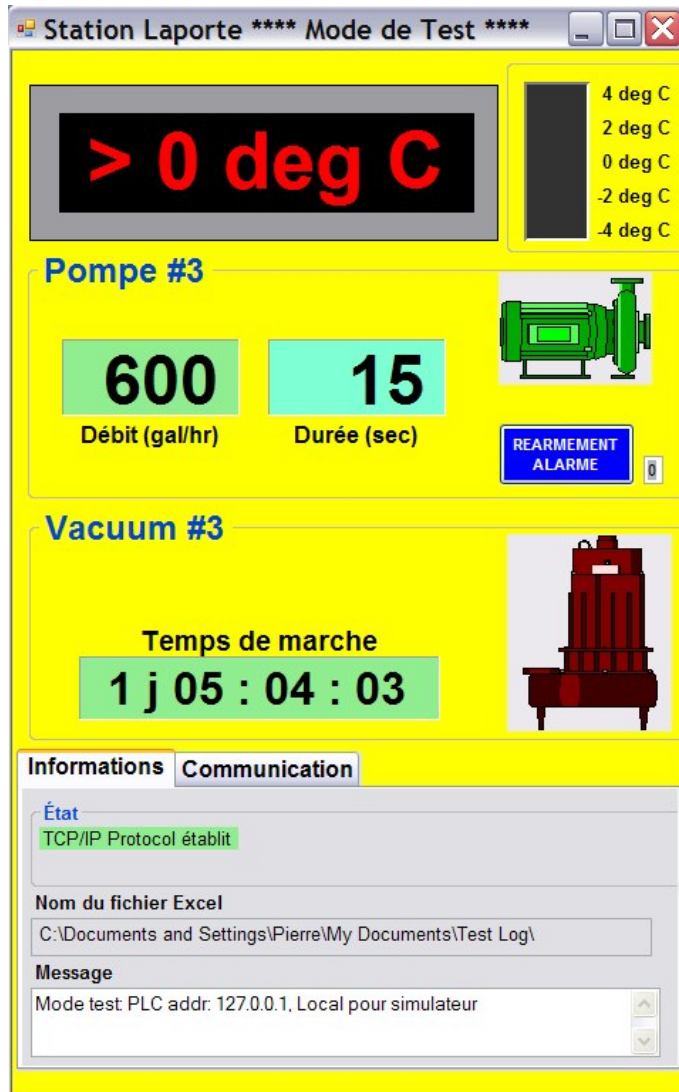 Station Laporte **** Mode de Test ****
> 0 deg C
4 deg C
2 deg C
0 deg C
-2 deg C
-4 deg C
Pompe #3
600
15
Débit (gal/hr)
Durée (sec)
REARMEMENT
ALARME
0
Vacuum #3
Temps de marche
1 j 05 : 04 : 03
Informations
Communication
État
TCP/IP Protocol établit
Nom du fichier Excel
C:\Documents and Settings\Pierre\My Documents\Test Log\
Message
Mode test: PLC addr: 127.0.0.1, Local pour simulateur